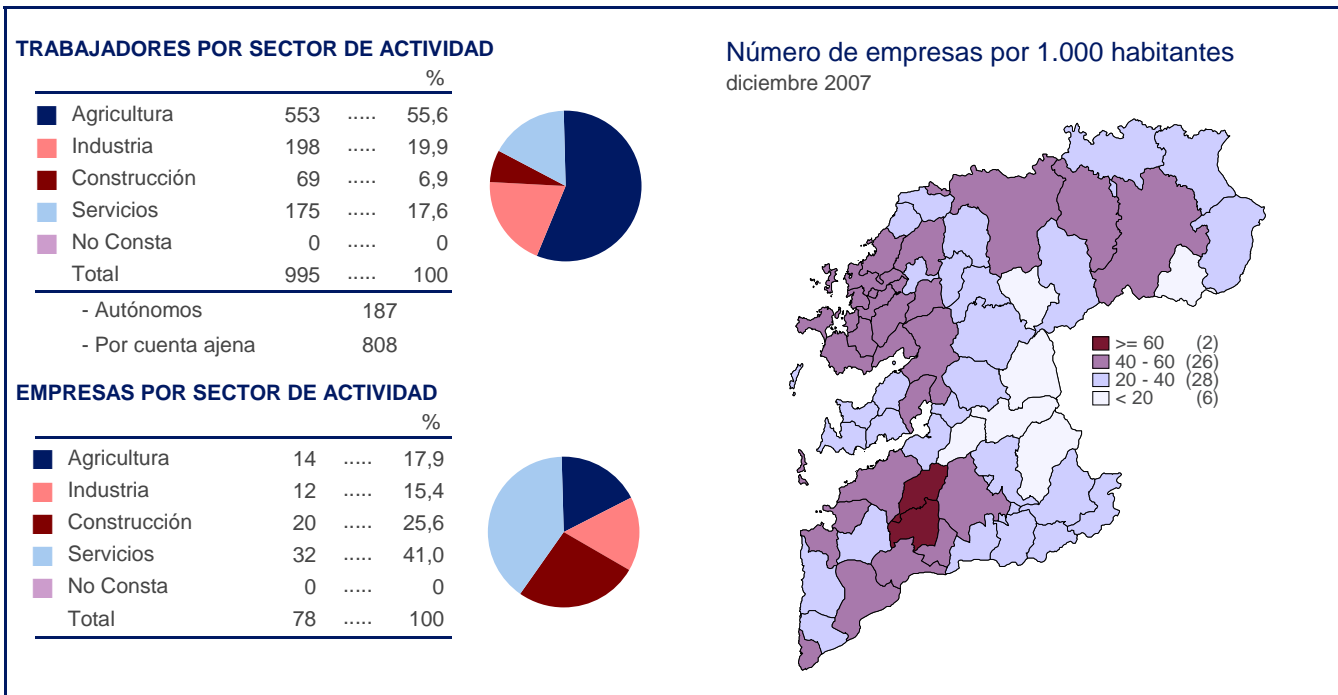 TRABAJADORES POR SECTOR DE ACTIVIDAD
%
Agricultura 553 ..... 55,6
Industria 198 ..... 19,9
Construcción 69 ..... 6,9
Servicios 175 ..... 17,6
No Consta 0 ..... 0
Total 995 ..... 100
- Autónomos 187
- Por cuenta ajena 808
EMPRESAS POR SECTOR DE ACTIVIDAD
%
Agricultura 14 ..... 17,9
Industria 12 ..... 15,4
Construcción 20 ..... 25,6
Servicios 32 ..... 41,0
No Consta 0 ..... 0
Total 78 ..... 100
Número de empresas por 1.000 habitantes
diciembre 2007
>= 60 (2)
40 - 60 (26)
20 - 40 (28)
< 20 (6)